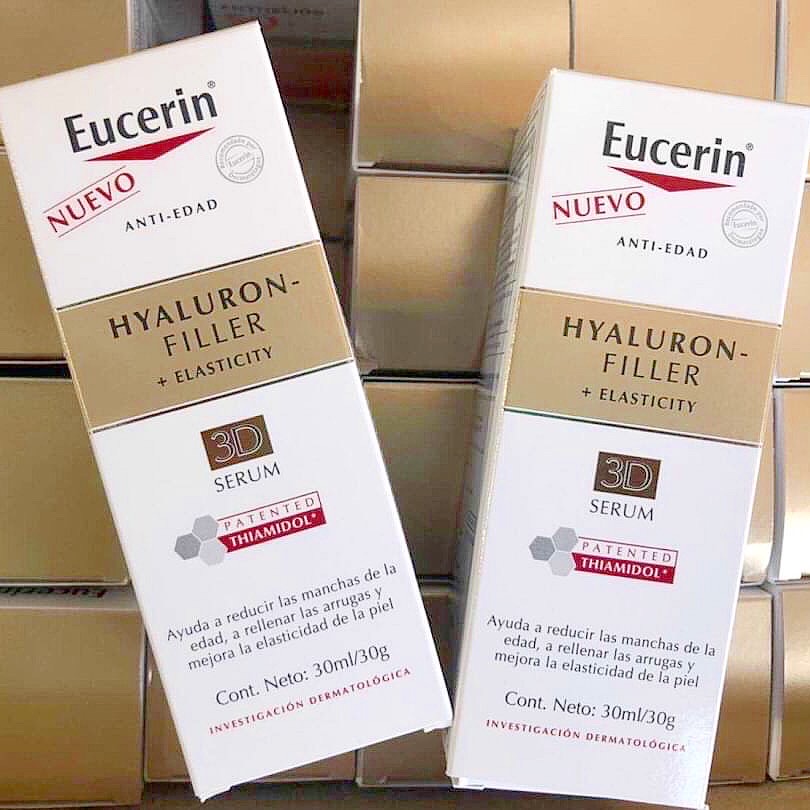 Eucerin®
NUEVO
ANTI-EDAD
HYALURON-
FILLER
+ ELASTICITY
3D
SERUM
PATENTED
THIAMIDOL*
Ayuda a reducir las manchas de la
edad, a rellenar las arrugas y
mejora la elasticidad de la piel
Cont. Neto: 30ml/30g
INVESTIGACIÓN DERMATOLÓGICA
Eucerin®
NUEVO
ANTI-EDAD
HYALURON-
FILLER
+ ELASTICITY
3D
SERUM
PATENTED
THIAMIDOL*
Ayuda a reducir las manchas de la
edad, a rellenar las arrugas y
mejora la elasticidad de la piel
Cont. Neto: 30ml/30g
INVESTIGACIÓN DERMATOLÓGICA
Eucerin